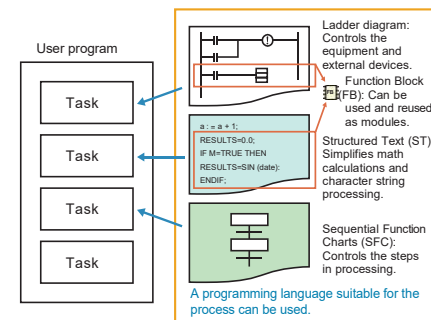 User program
Task
Task
Task
Task
Ladder diagram:
Controls the
equipment and
external devices.
FB
Function Block
(FB): Can be
used and reused
as modules.
a : = a + 1;
RESULTS=0.0;
IF M=TRUE THEN
RESULTS=SIN (date):
ENDIF;
Structured Text (ST):
Simplifies math
calculations and
character string
processing.
Sequential Function
Charts (SFC):
Controls the steps
in processing.
A programming language suitable for the
process can be used.